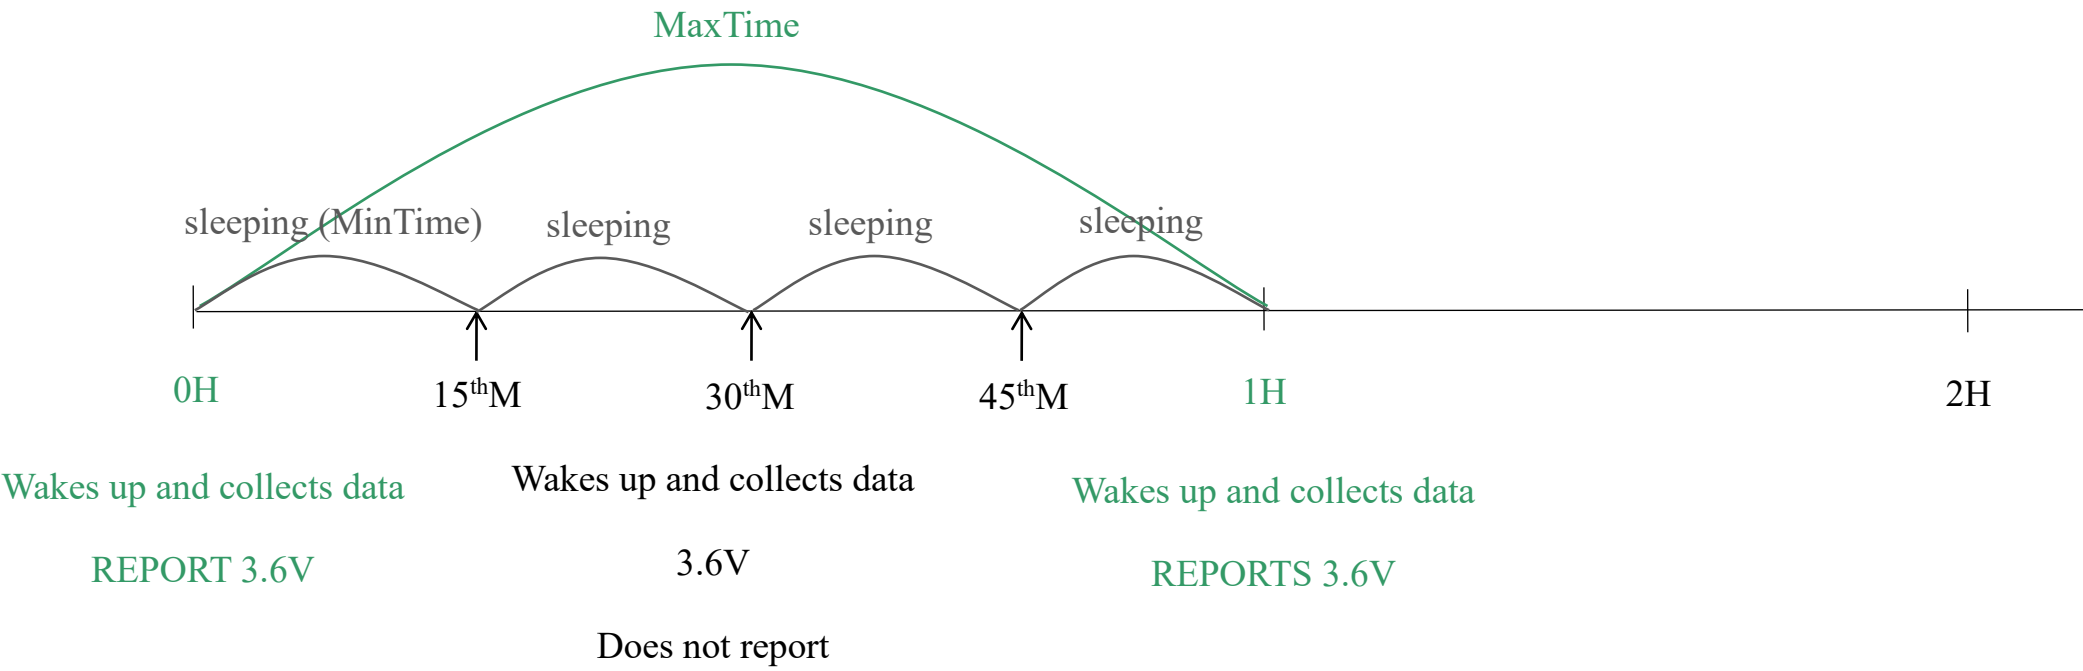 MaxTime
sleeping (MinTime)
sleeping
sleeping
sleeping
0H
15thM
30thM
45thM
1H
2H
Wakes up and collects data
REPORT 3.6V
Wakes up and collects data
3.6V
Does not report
Wakes up and collects data
REPORTS 3.6V